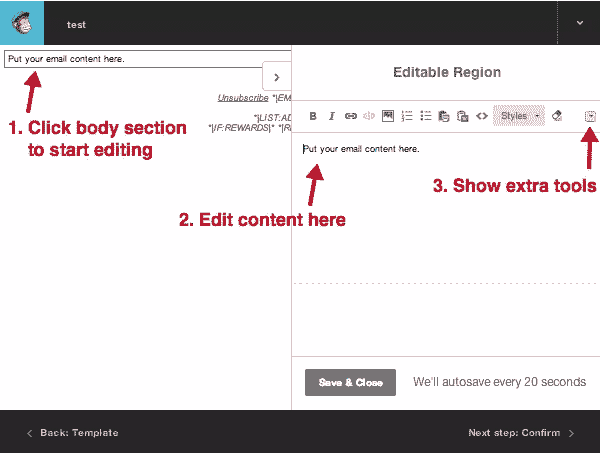 test
Put your email content here.
Unsubscribe *|EM
*|LIST:AD
*|IF:REWARDS|* *|R
1. Click body section
to start editing
Editable Region
B I Styles
Put your email content here.
3. Show extra tools
2. Edit content here
Save & Close We'll autosave every 20 seconds
Back: Template Next step: Confirm